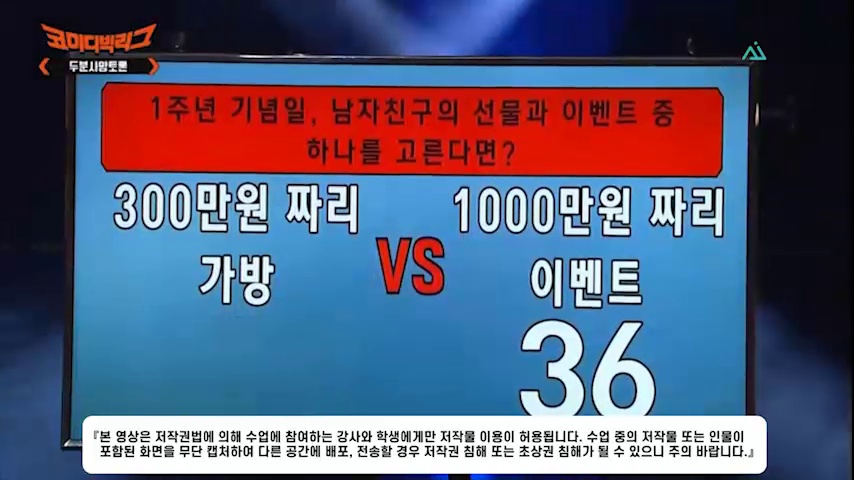 코미디빅리그
두분사망토론
1주년 기념일, 남자친구의 선물과 이벤트 중
하나를 고른다면?
300만원 짜리
가방
VS
1000만원 짜리
이벤트
36
『본 영상은 저작권법에 의해 수업에 참여하는 강사와 학생에게만 저작물 이용이 허용됩니다. 수업 중의 저작물 또는 인물이
포함된 화면을 무단 캡처하여 다른 공간에 배포, 전송할 경우 저작권 침해 또는 초상권 침해가 될 수 있으니 주의 바랍니다.』